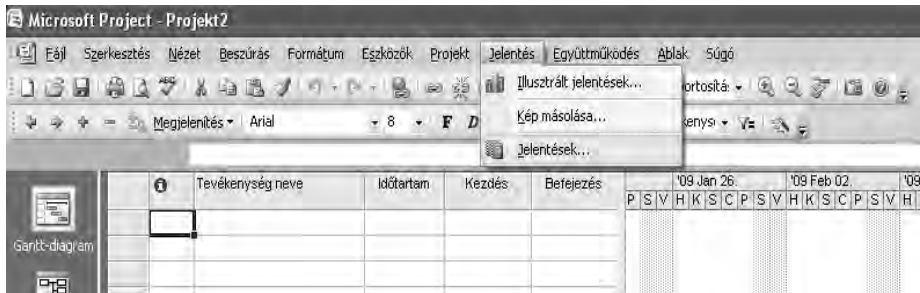 Microsoft Project - Projekt2
Fájl Szerkesztés Nézet Beszúrás Formátum Eszközök Projekt Jelentés Együttműködés Ablak Súgó
Illusztrált jelentések...
Kép másolása...
Jelentések...
Megjelenítés Arial 8 F D
Tevékenység neve Időtartam Kezdés Befejezés '09 Jan 26. '09 Feb 02. '09
P S V H K S C P S V H K S C P S V H
Gantt-diagram